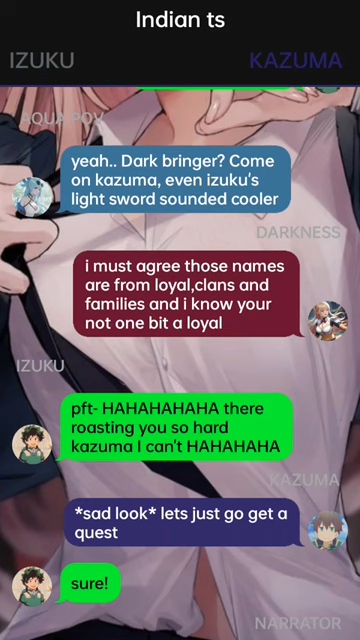 Indian ts
IZUKU
KAZUMA
AQUA POV
yeah.. Dark bringer? Come
on kazuma, even izuku's
light sword sounded cooler
DARKNESS
i must agree those names
are from loyal,clans and
families and i know your
not one bit a loyal
IZUKU
pft- HAHAHAHAHA there
roasting you so hard
kazuma I can't HAHAHAHA
KAZUMA
*sad look* lets just go get a
quest
sure!
NARRATOR